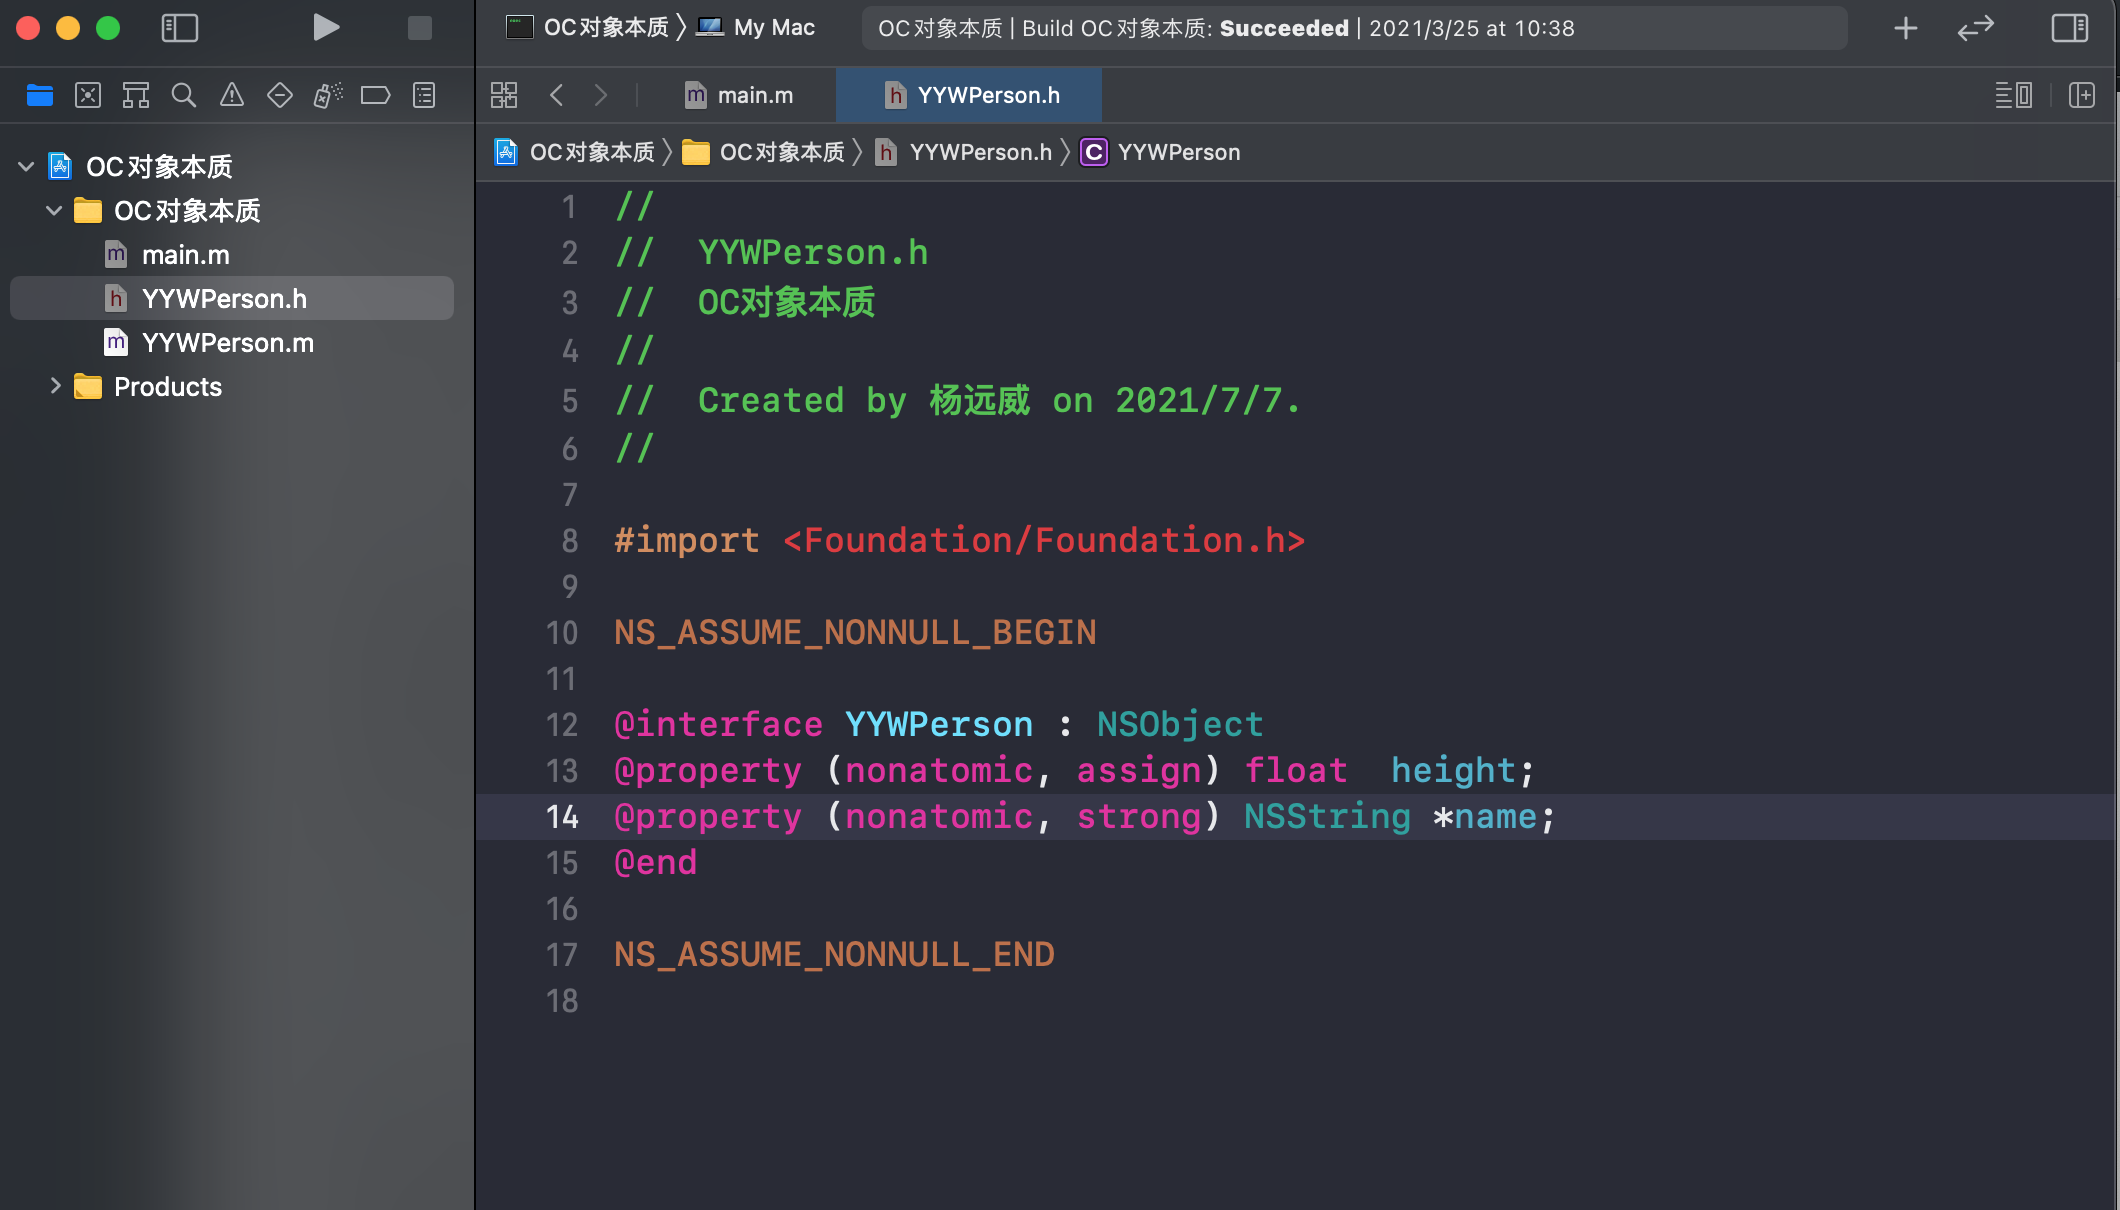 OC对象本质 〉 My Mac
OC对象本质 | Build OC对象本质: Succeeded | 2021/3/25 at 10:38
m main.m
h YYWPerson.h
OC对象本质 〉 OC对象本质 〉 h YYWPerson.h 〉 C YYWPerson
OC对象本质
OC对象本质
m main.m
h YYWPerson.h
m YYWPerson.m
Products
1 //
2 //  YYWPerson.h
3 //  OC对象本质
4 //
5 //  Created by 杨远威 on 2021/7/7.
6 //
7
8 #import <Foundation/Foundation.h>
9
10 NS_ASSUME_NONNULL_BEGIN
11
12 @interface YYWPerson : NSObject
13 @property (nonatomic, assign) float  height;
14 @property (nonatomic, strong) NSString *name;
15 @end
16
17 NS_ASSUME_NONNULL_END
18